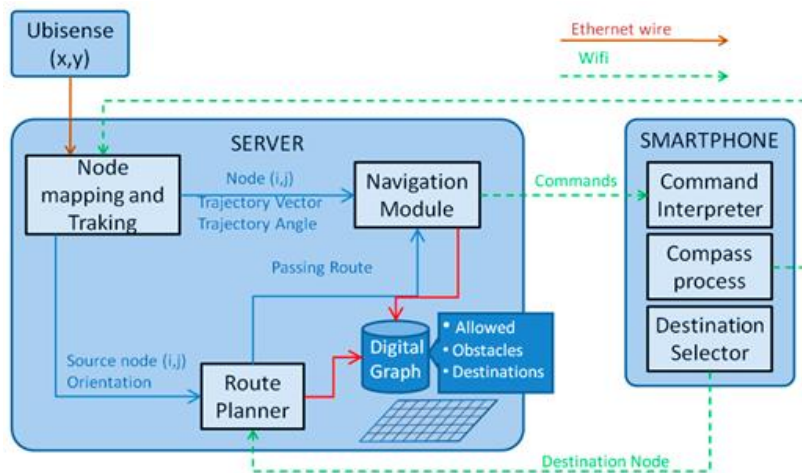 Ubisense
(x,y)
Ethernet wire
Wifi
SERVER
SMARTPHONE
Node
mapping and
Traking
Node (i,j)
Trajectory Vector
Trajectory Angle
Navigation
Module
Commands
Command
Interpreter
Compass
process
Passing Route
Destination
Selector
Digital
Graph
• Allowed
• Obstacles
• Destinations
Source node (i,j)
Orientation
Route
Planner
Destination Node